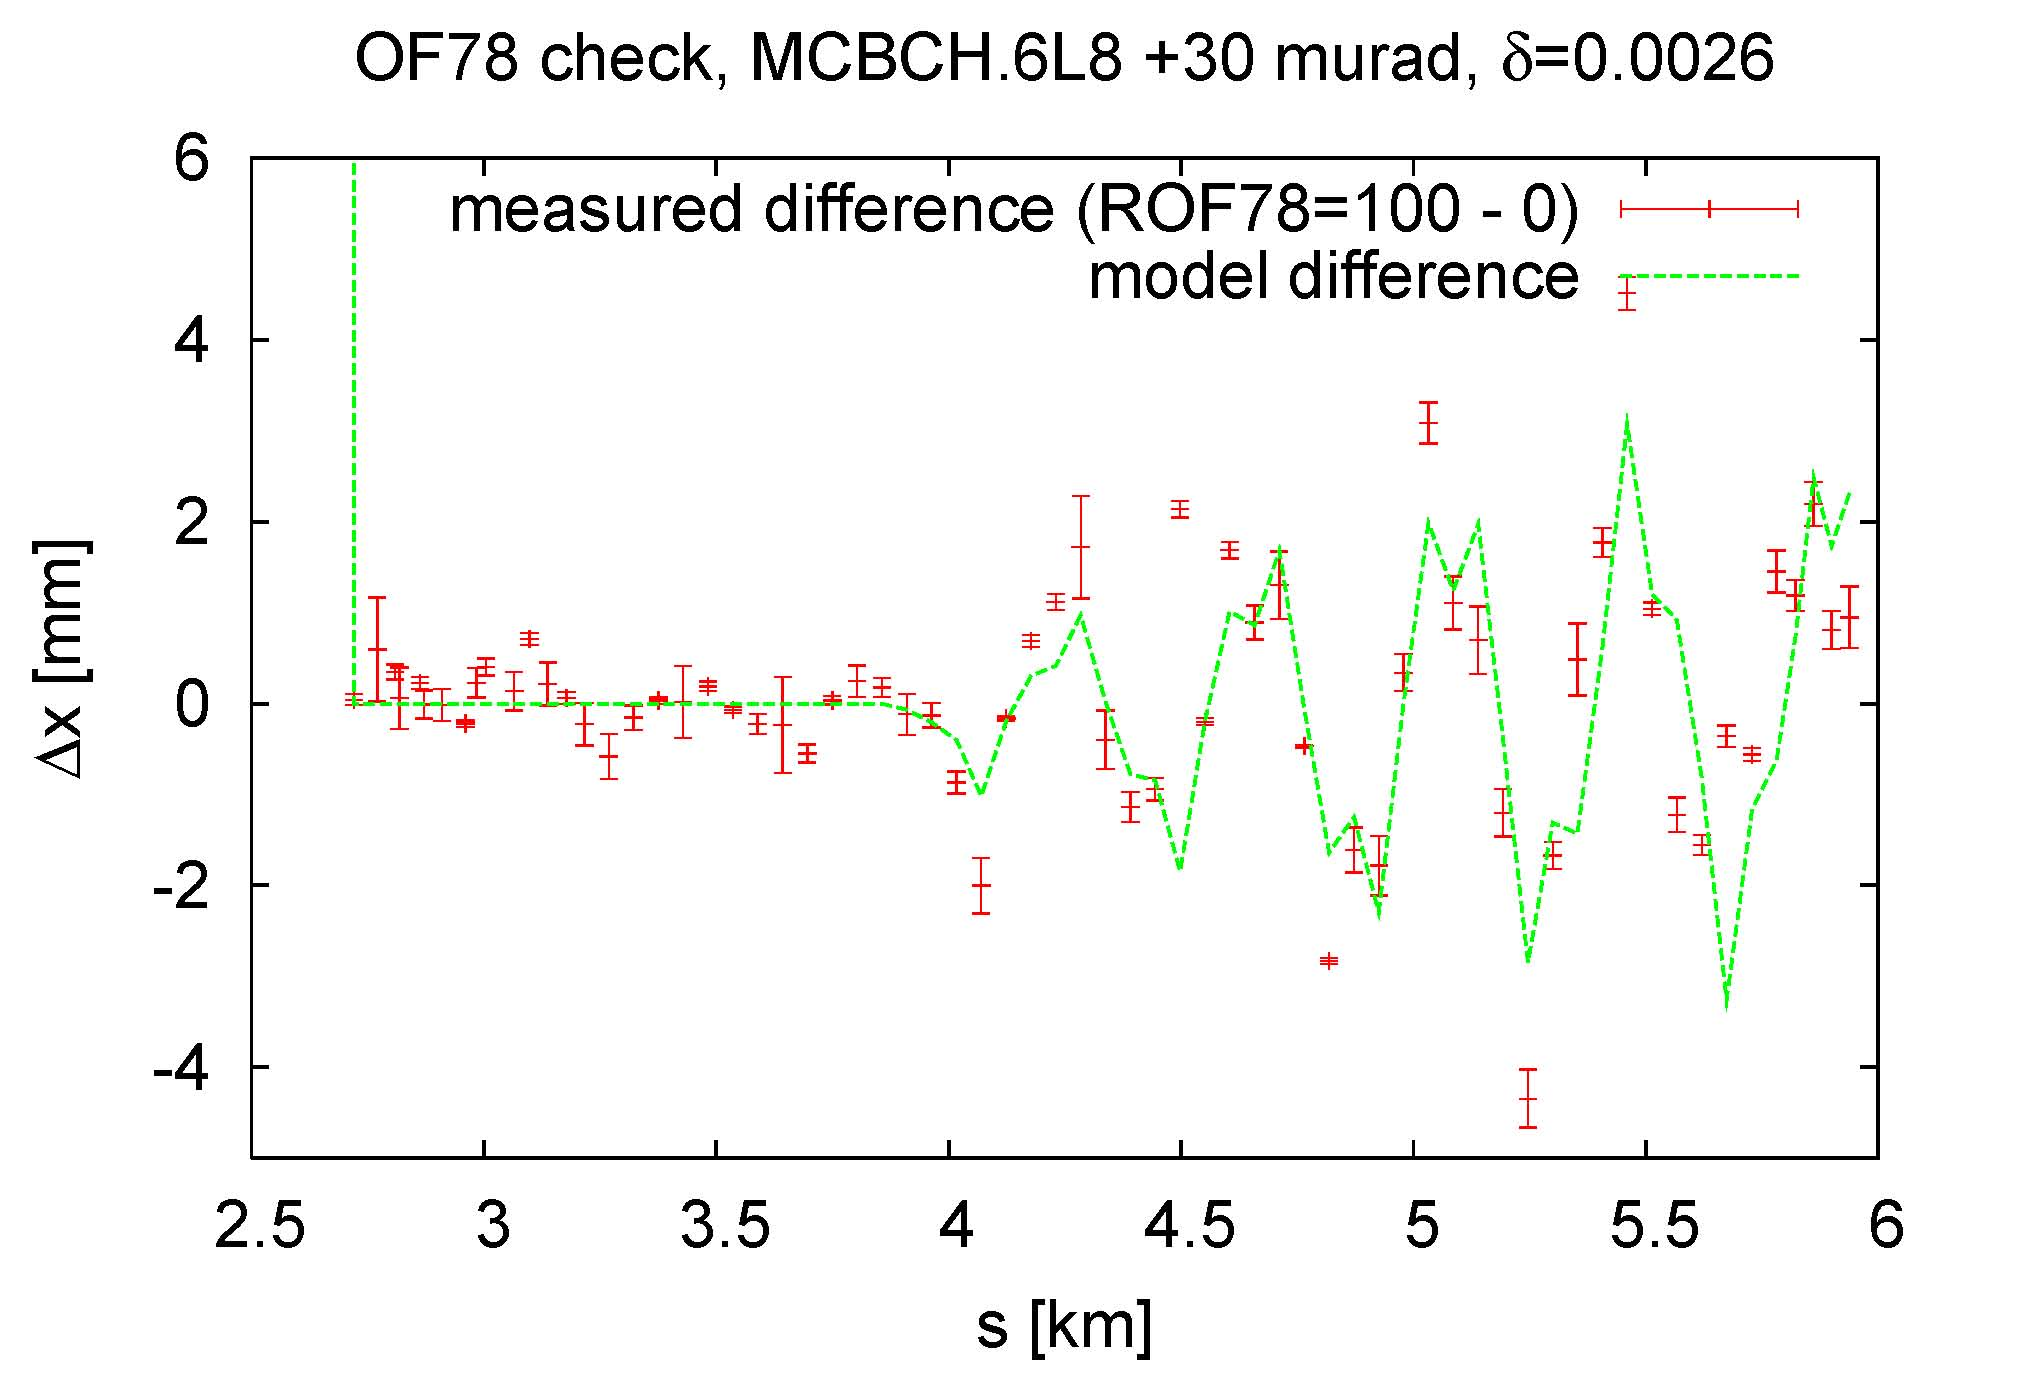 OF78 check, MCBCH.6L8 +30 murad, δ=0.0026
measured difference (ROF78=100 - 0)
model difference
6
4
2
0
-2
-4
Δx [mm]
2.5 3 3.5 4 4.5 5 5.5 6
s [km]